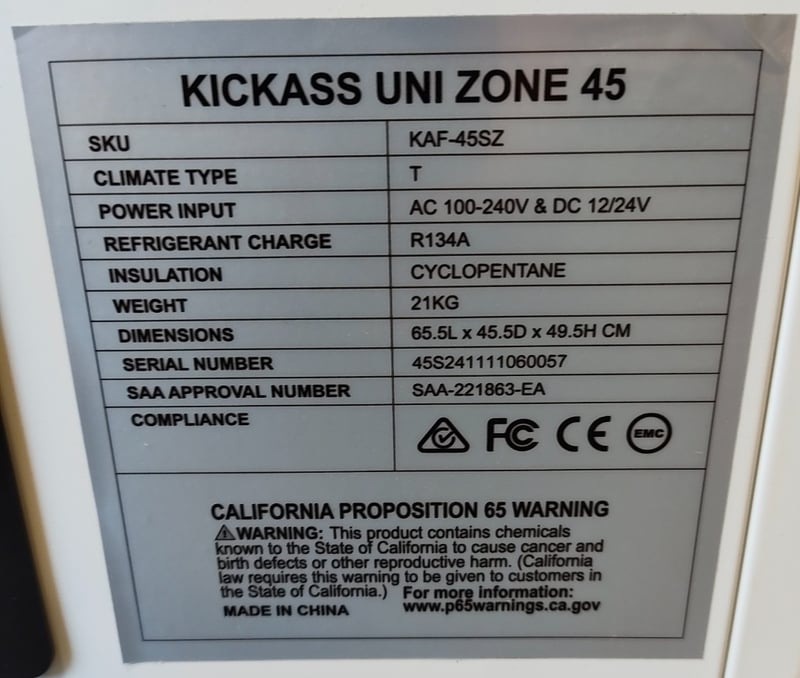 KICKASS UNI ZONE 45
SKU KAF-45SZ
CLIMATE TYPE T
POWER INPUT AC 100-240V & DC 12/24V
REFRIGERANT CHARGE R134A
INSULATION CYCLOPENTANE
WEIGHT 21KG
DIMENSIONS 65.5L x 45.5D x 49.5H CM
SERIAL NUMBER 45S241111060057
SAA APPROVAL NUMBER SAA-221863-EA
COMPLIANCE FC CE EMC
CALIFORNIA PROPOSITION 65 WARNING
WARNING: This product contains chemicals
known to the State of California to cause cancer and
birth defects or other reproductive harm. (California
law requires this warning to be given to customers in
the State of California.) For more information:
MADE IN CHINA www.p65warnings.ca.gov